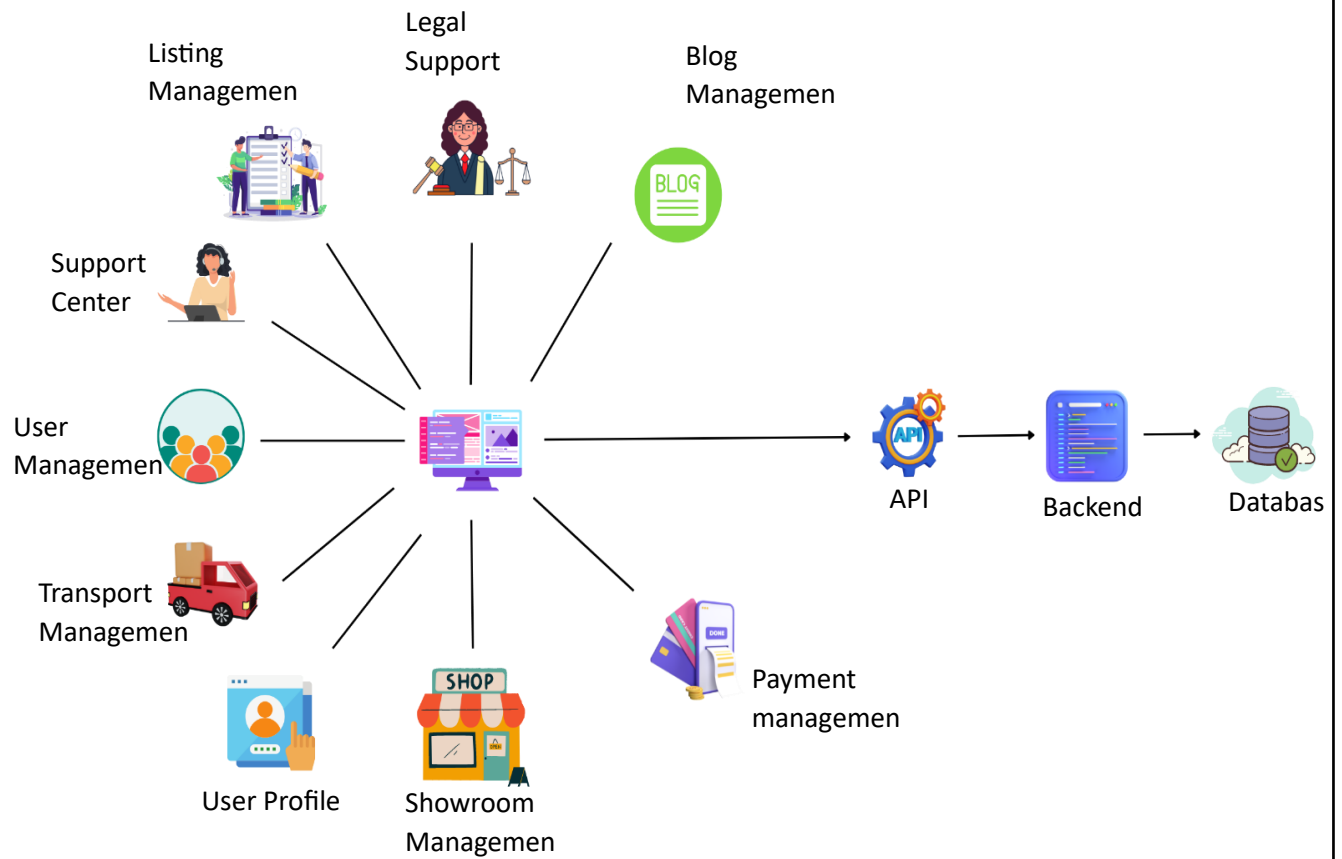 Legal
Support
Listing
Managemen
Blog
Managemen
BLOG
Support
Center
User
Managemen
API
API
Backend
Databas
Transport
Managemen
DONE
Payment
managemen
SHOP
OPEN
User Profile
Showroom
Managemen